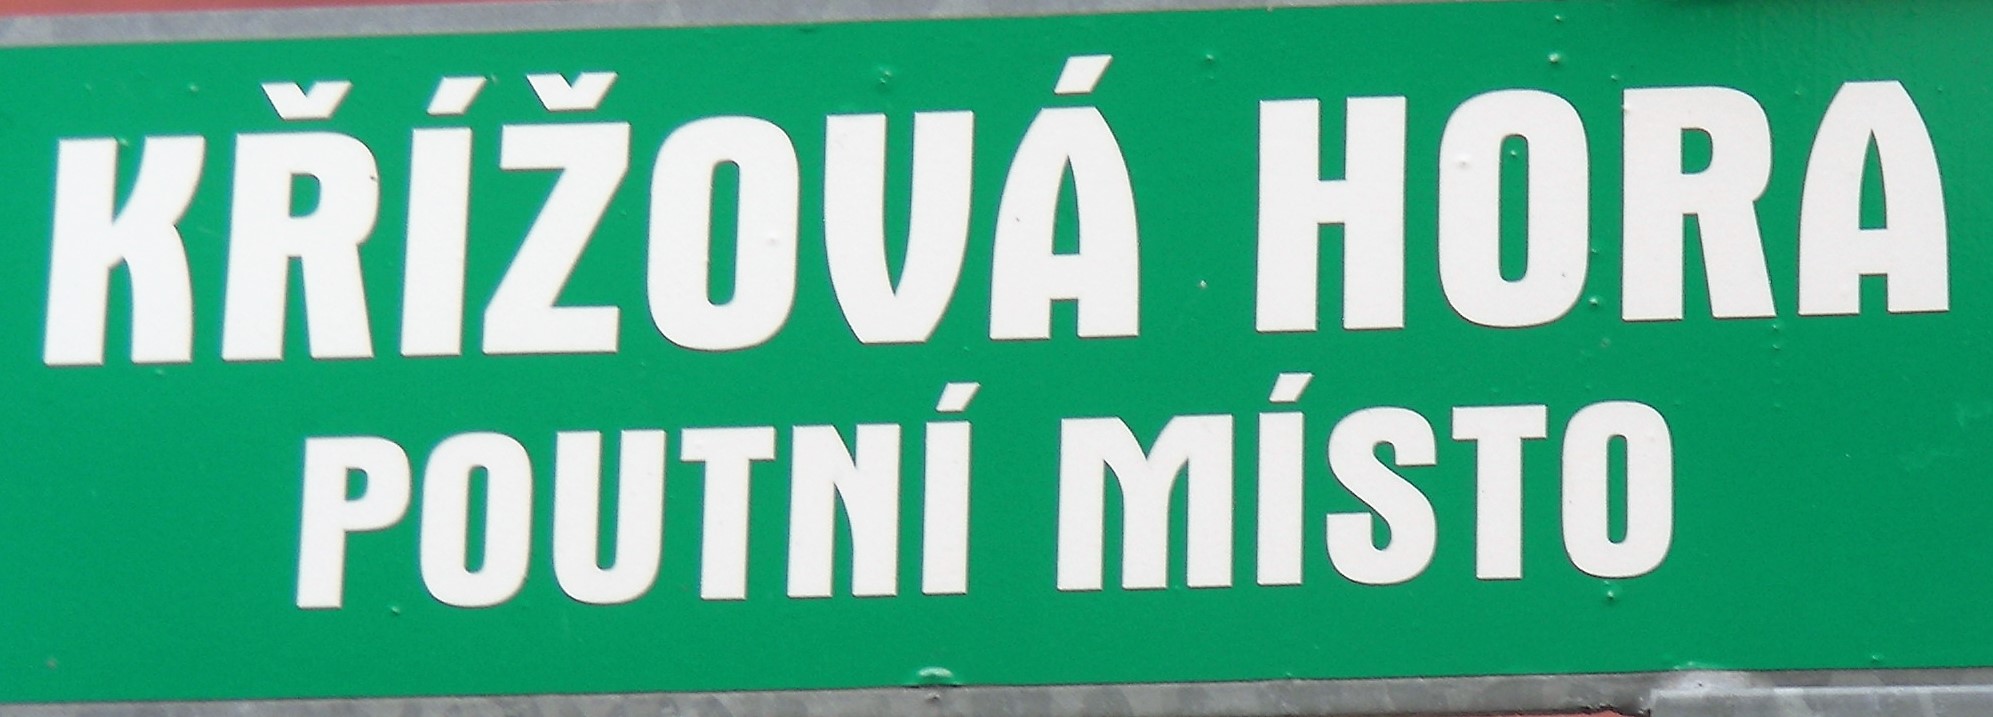 KŘÍŽOVÁ HORA
POUTNÍ MÍSTO